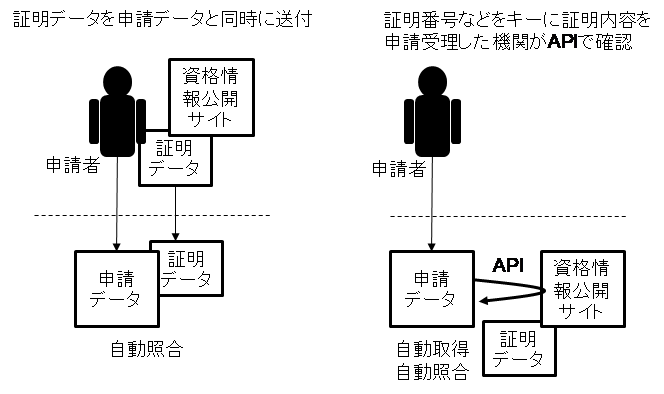 証明データを申請データと同時に送付
資格情
報公開
サイト
証明
データ
申請者
申請
データ
証明
データ
自動照合
証明番号などをキーに証明内容を
申請受理した機関がAPIで確認
申請者
申請
データ
API
資格情
報公開
サイト
証明
データ
自動取得
自動照合